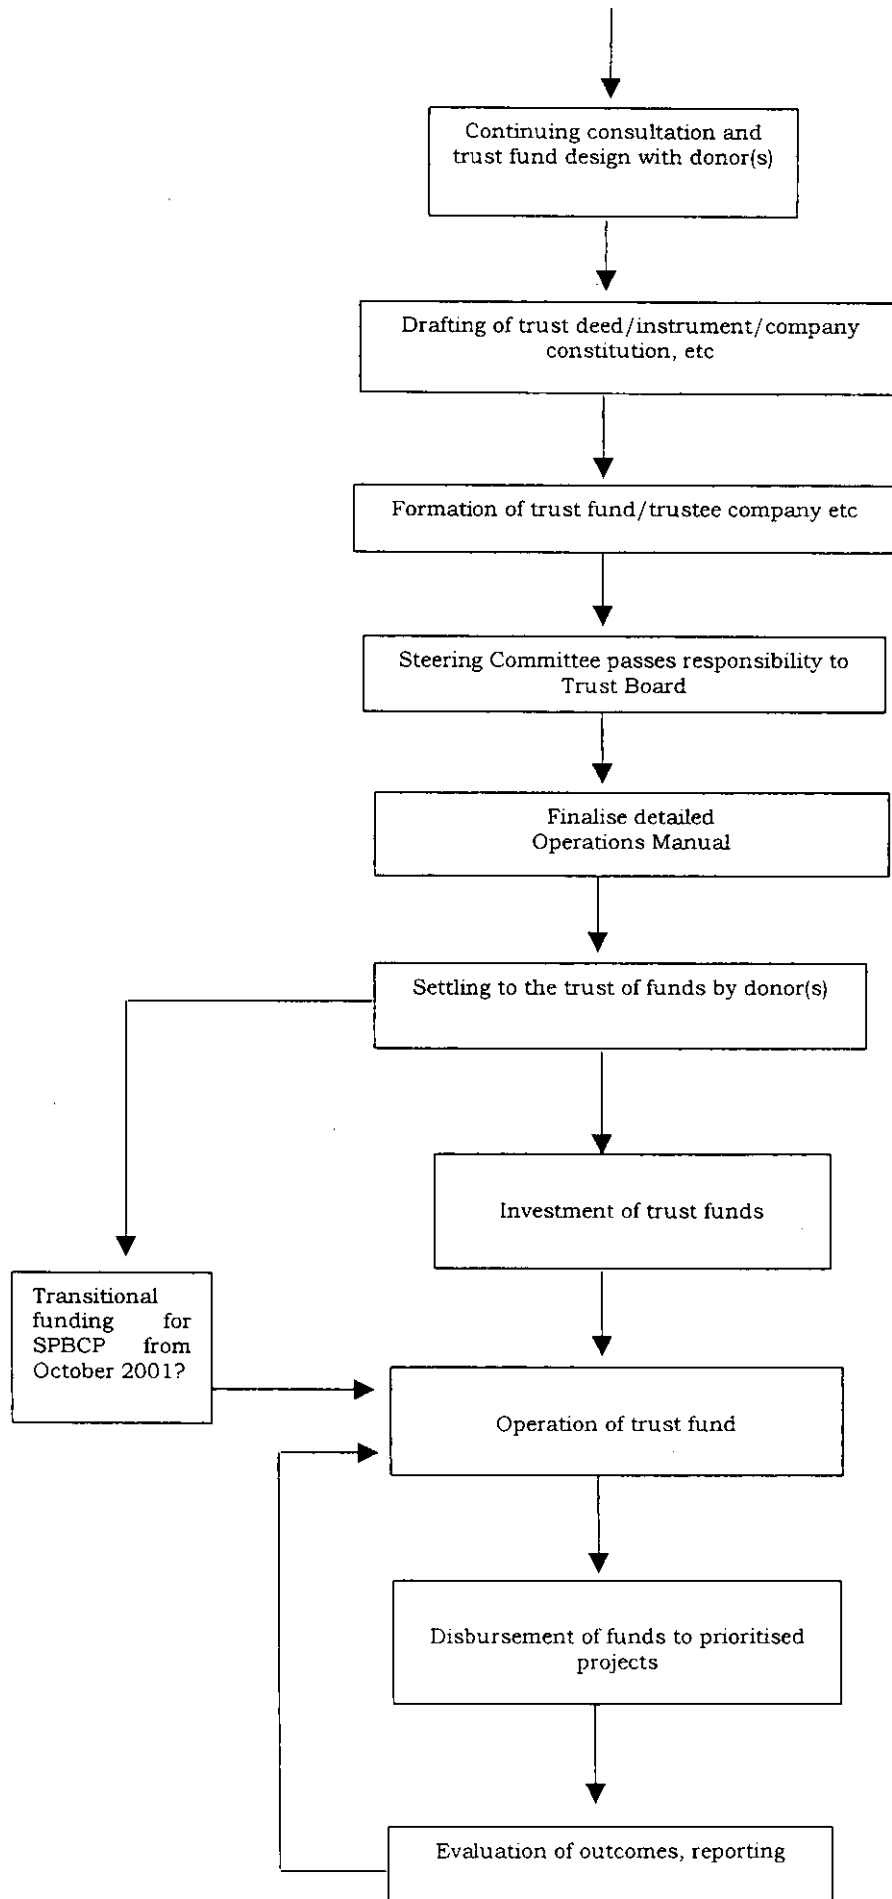 Continuing consultation and
trust fund design with donor(s)
Drafting of trust deed/instrument/company
constitution, etc
Formation of trust fund/trustee company etc
Steering Committee passes responsibility to
Trust Board
Finalise detailed
Operations Manual
Settling to the trust of funds by donor(s)
Investment of trust funds
Transitional
funding for
SPBCP from
October 2001?
Operation of trust fund
Disbursement of funds to prioritised
projects
Evaluation of outcomes, reporting